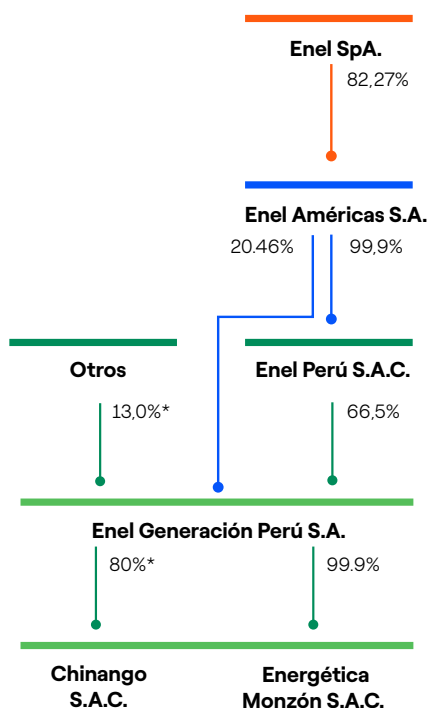 Enel SpA.
82,27%
Enel Américas S.A.
20.46%
99,9%
Otros
Enel Perú S.A.C.
13,0%*
66,5%
Enel Generación Perú S.A.
80%*
99.9%
Chinango
S.A.C.
Energética
Monzón S.A.C.